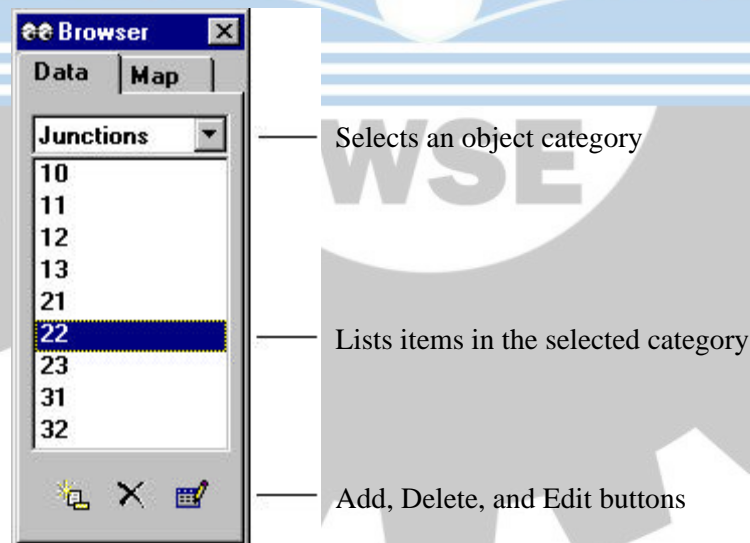 Browser
Data Map
Junctions Selects an object category
WSE
10
11
12
13
21
22 Lists items in the selected category
23
31
32
Add, Delete, and Edit buttons